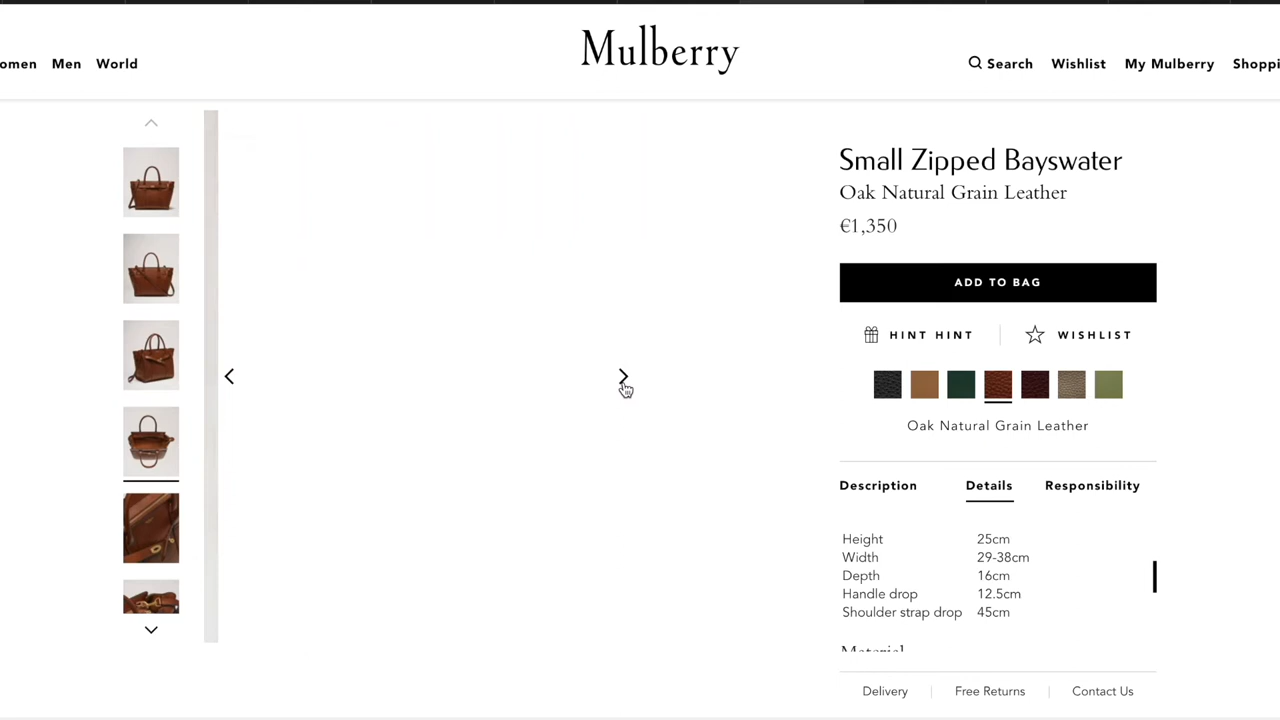 Mulberry
omen Men World
Search Wishlist My Mulberry Shoppi
Small Zipped Bayswater
Oak Natural Grain Leather
€1,350
ADD TO BAG
HINT HINT
WISHLIST
Oak Natural Grain Leather
Description Details Responsibility
Height 25cm
Width 29-38cm
Depth 16cm
Handle drop 12.5cm
Shoulder strap drop 45cm
Material
Delivery Free Returns Contact Us